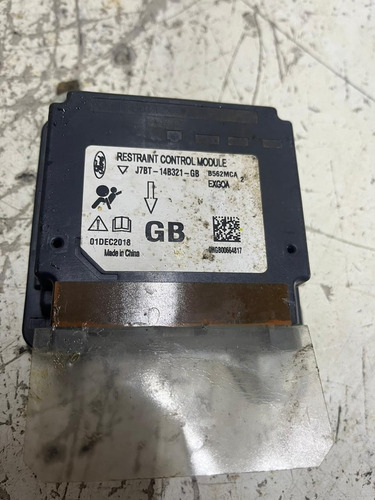 RESTRAINT CONTROL MODULE
J7BT-14B321-GB B562MCA
EXGOA
GB
01DEC2018
Made in China